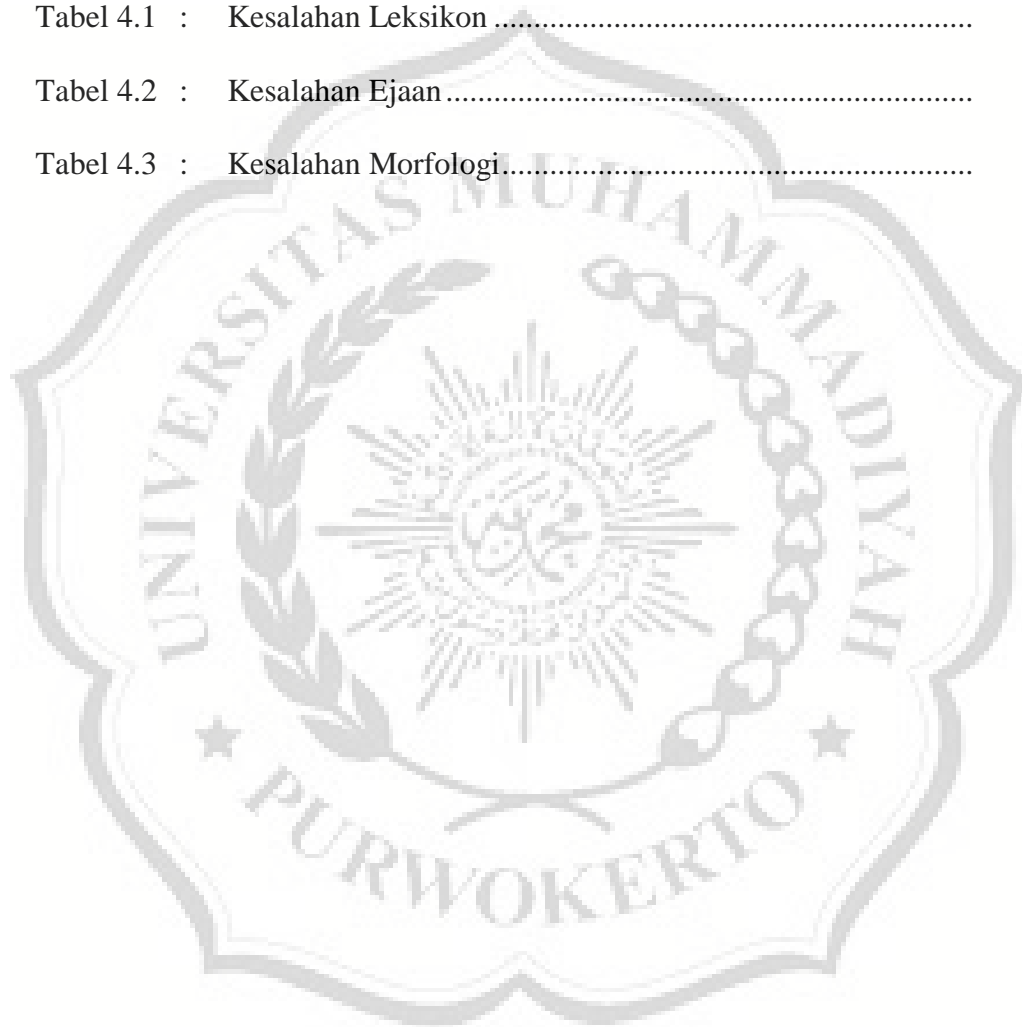 Tabel 4.1 : Kesalahan Leksikon ............................................................
Tabel 4.2 : Kesalahan Ejaan ..................................................................
Tabel 4.3 : Kesalahan Morfologi...........................................................
UNIVERSITAS MUHAMMADIYAH
PURWOKERTO